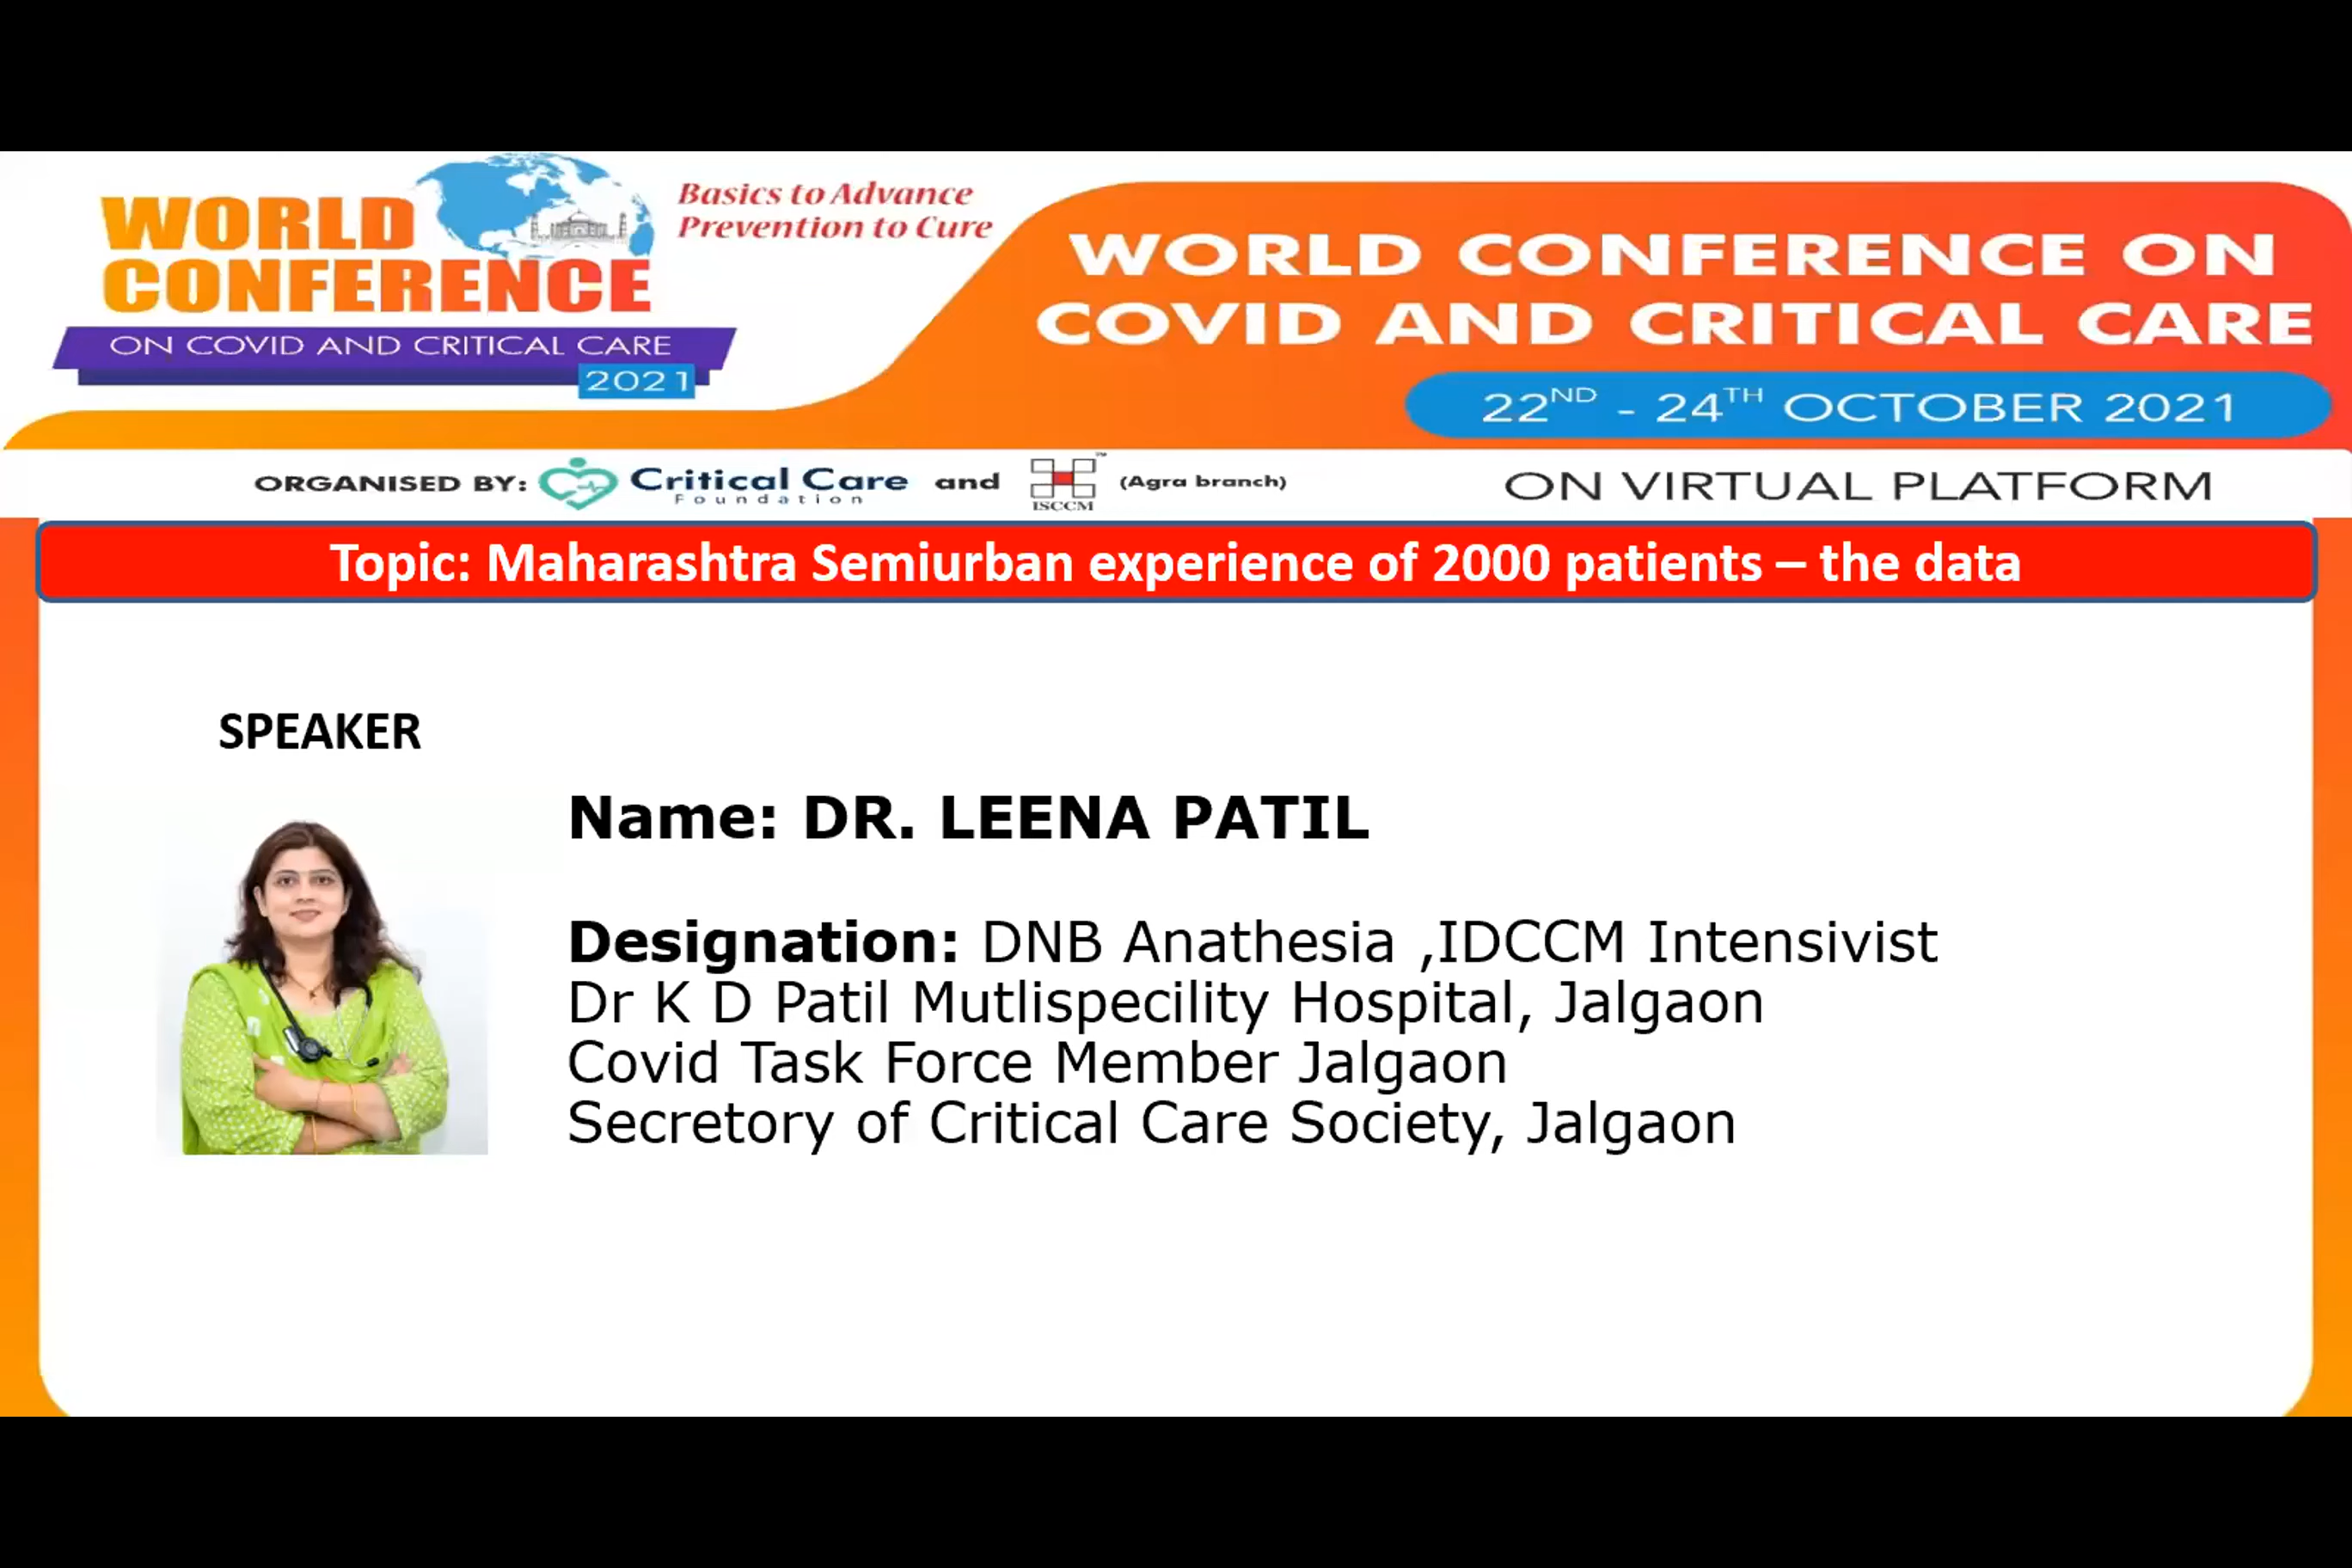 WORLD
CONFERENCE
ON COVID AND CRITICAL CARE
2021
Basics to Advance
Prevention to Cure
WORLD CONFERENCE ON
COVID AND CRITICAL CARE
22ND - 24TH OCTOBER 2021
ORGANISED BY: Critical Care Foundation and ISCCM ™ (Agra branch)
ON VIRTUAL PLATFORM
Topic: Maharashtra Semiurban experience of 2000 patients – the data
SPEAKER
Name: DR. LEENA PATIL
Designation: DNB Anathesia ,IDCCM Intensivist
Dr K D Patil Mutlispecility Hospital, Jalgaon
Covid Task Force Member Jalgaon
Secretory of Critical Care Society, Jalgaon